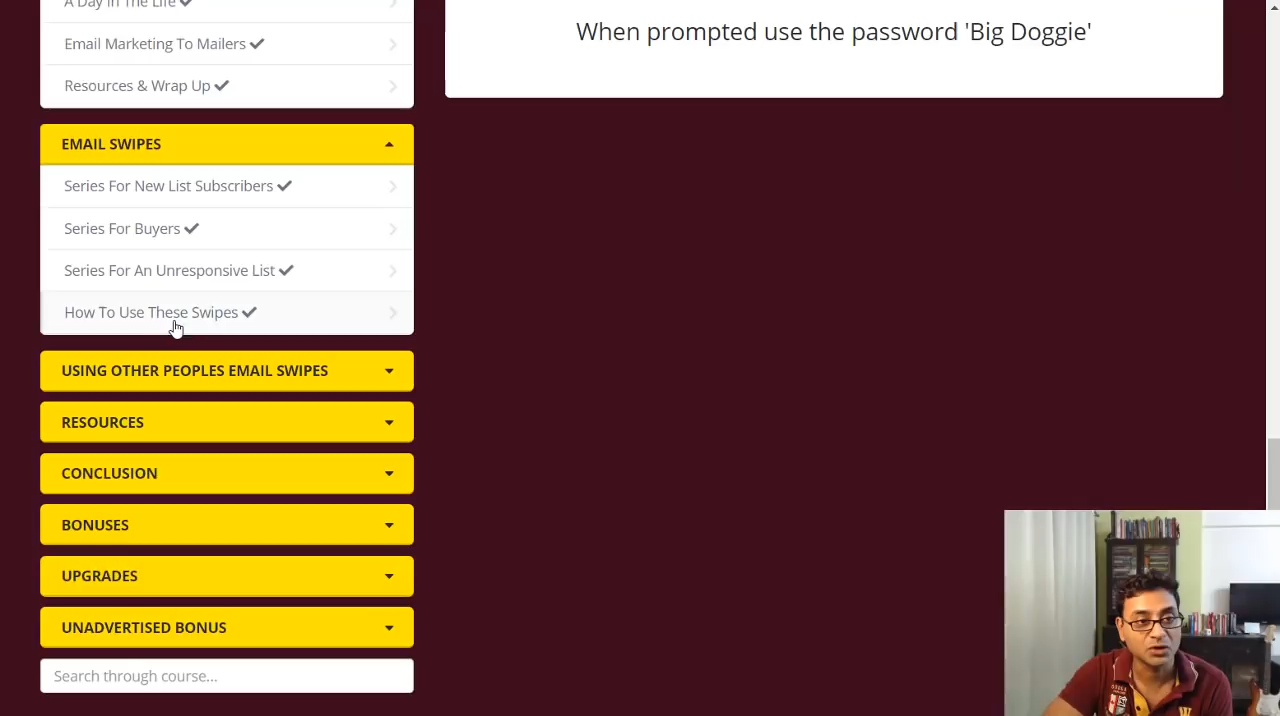 A Day In The Life
Email Marketing To Mailers
Resources & Wrap Up
EMAIL SWIPES
Series For New List Subscribers
Series For Buyers
Series For An Unresponsive List
How To Use These Swipes
USING OTHER PEOPLES EMAIL SWIPES
RESOURCES
CONCLUSION
BONUSES
UPGRADES
UNADVERTISED BONUS
Search through course...
When prompted use the password 'Big Doggie'